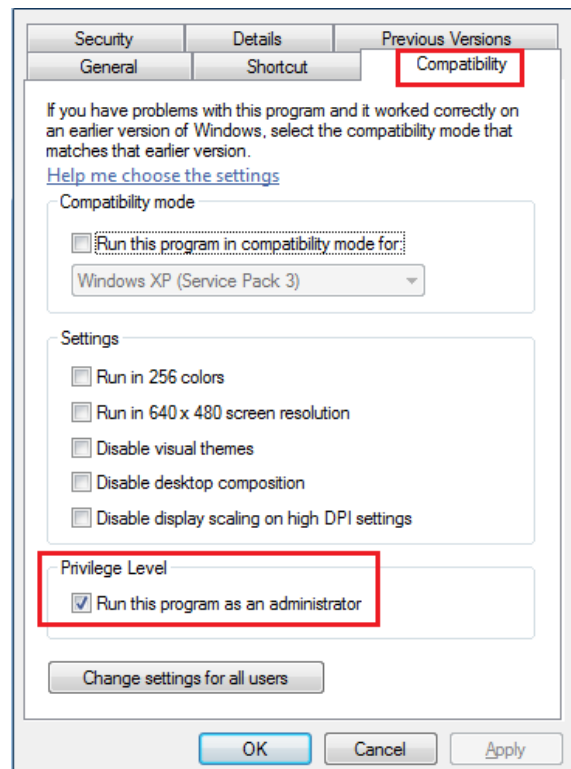 Security Details Previous Versions
General Shortcut Compatibility
If you have problems with this program and it worked correctly on
an earlier version of Windows, select the compatibility mode that
matches that earlier version.
Help me choose the settings
Compatibility mode
Run this program in compatibility mode for:
Windows XP (Service Pack 3)
Settings
Run in 256 colors
Run in 640 x 480 screen resolution
Disable visual themes
Disable desktop composition
Disable display scaling on high DPI settings
Privilege Level
Run this program as an administrator
Change settings for all users
OK Cancel Apply